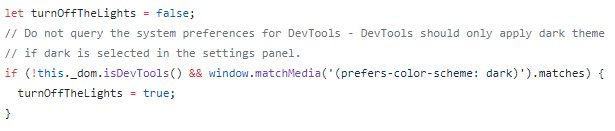 let turnOffTheLights = false;
// Do not query the system preferences for DevTools - DevTools should only apply dark theme
// if dark is selected in the settings panel.
if (!this._dom.isDevTools() && window.matchMedia('(prefers-color-scheme: dark)').matches) {
  turnOffTheLights = true;
}